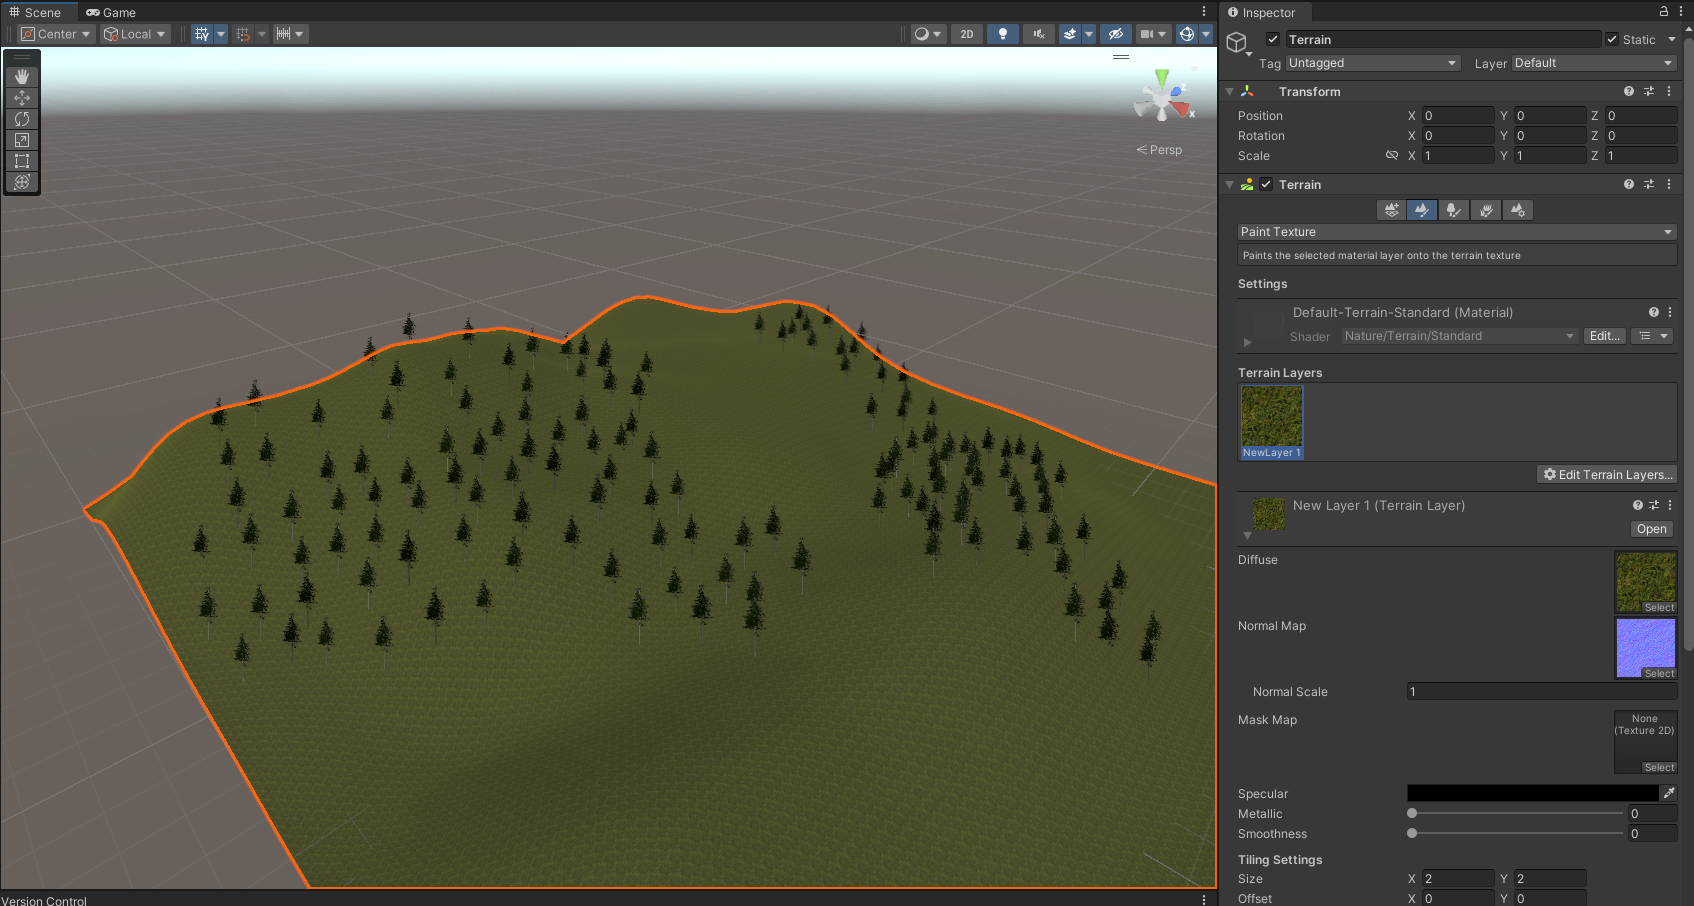 Scene
Game
Inspector
Center
Local
2D
Terrain
Static
Tag
Untagged
Layer
Default
Transform
Position X 0 Y 0 Z 0
Rotation X 0 Y 0 Z 0
Scale X 1 Y 1 Z 1
z
x
Persp
Terrain
Paint Texture
Paints the selected material layer onto the terrain texture
Settings
Default-Terrain-Standard (Material)
Shader Nature/Terrain/Standard Edit...
Terrain Layers
NewLayer 1
Edit Terrain Layers...
New Layer 1 (Terrain Layer)
Open
Diffuse
Select
Normal Map
Select
Normal Scale 1
Mask Map
None
(Texture 2D)
Select
Specular
Metallic 0
Smoothness 0
Tiling Settings
Size X 2 Y 2
Offset X 0 Y 0
Version Control